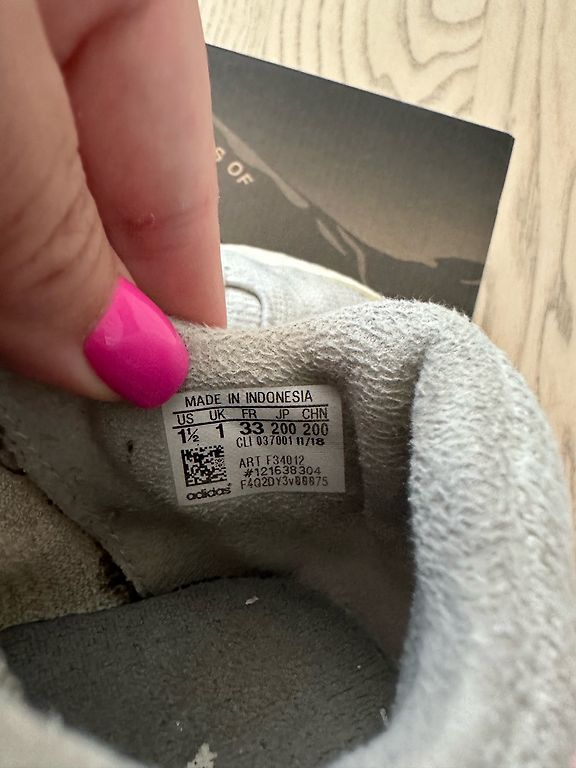 S OF
MADE IN INDONESIA
US UK FR JP CHN
1½ 1 33 200 200
CLI 037001 11/18
ART F34012
#121638304
F4Q2DY3v00075
adidas